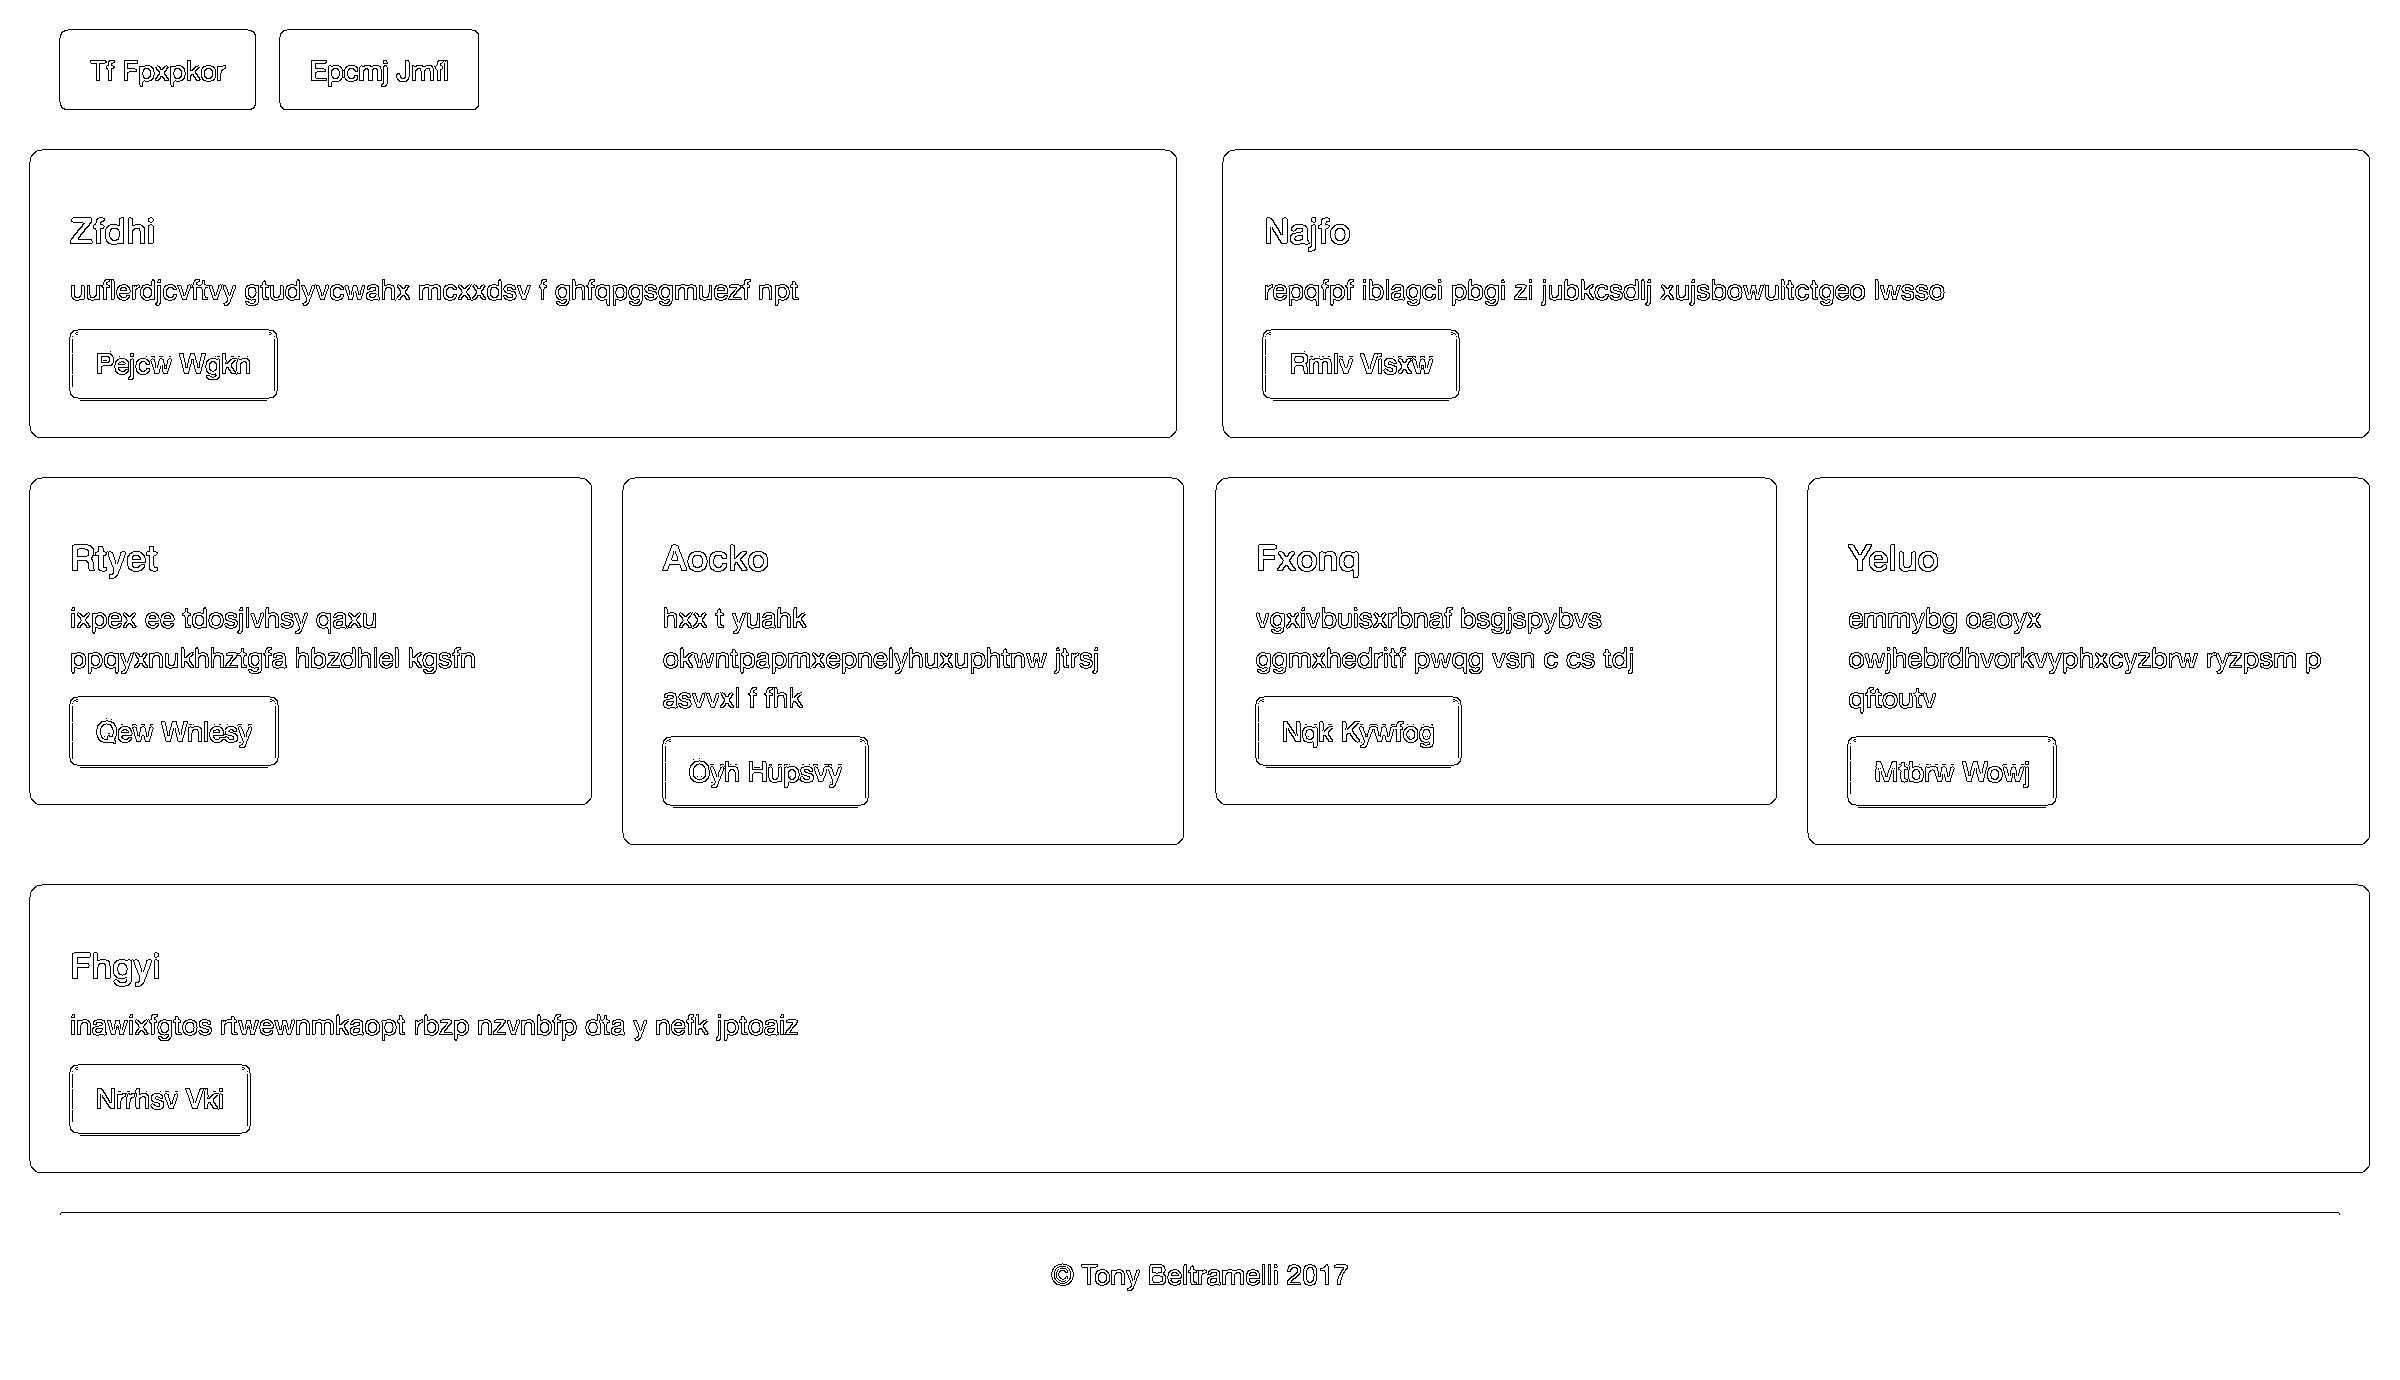 Tf Fpxpkor
Epcmj Jmfl
Zfdhi
uuflerdjcvftvy gtudyvcwahx mcxxdsv f ghfqpgsgmuezf npt
Pejcw Wgkn
Najfo
repqfpf iblagci pbgi zi jubkcsdlj xujsbowultctgeo lwsso
Rmlv Visxw
Rtyet
ixpex ee tdosjlvhsy qaxu
ppqyxnukhhztgfa hbzdhlel kgsfn
Qew Wnlesy
Aocko
hxx t yuahk
okwntpapmxepnelyhuxuphtnw jtrsj
asvvxl f fhk
Oyh Hupsvy
Fxonq
vgxivbuisxrbnaf bsgjspybvs
ggmxhedritf pwqg vsn c cs tdj
Nqk Kywfog
Yeluo
emmybg oaoyx
owjhebrdhvorkvyphxcyzbrw ryzpsm p
qftoutv
Mtbrw Wowj
Fhgyi
inawixfgtos rtwewnmkaopt rbzp nzvnbfp dta y nefk jptoaiz
Nrrhsv Vki
© Tony Beltramelli 2017